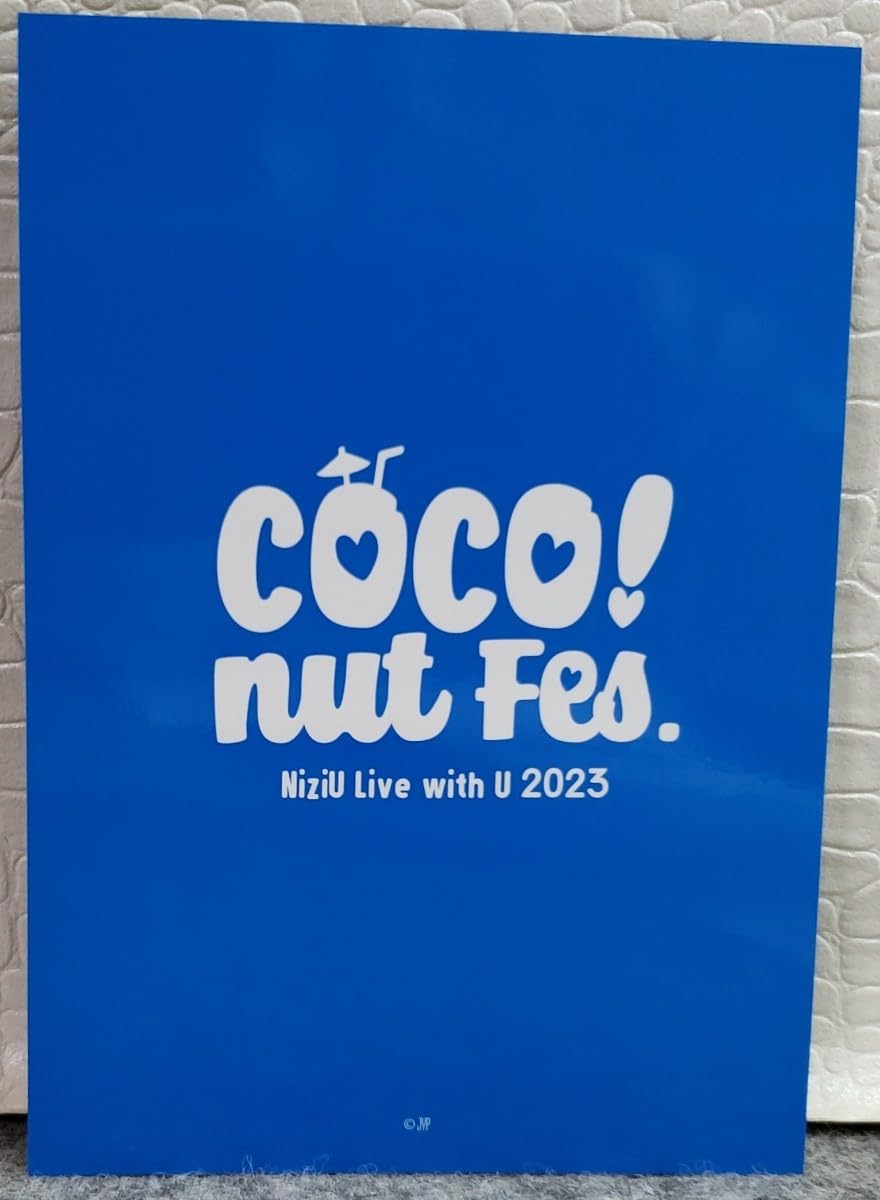 COCO!
nut Fes.
NiziU Live with U 2023
© JYP